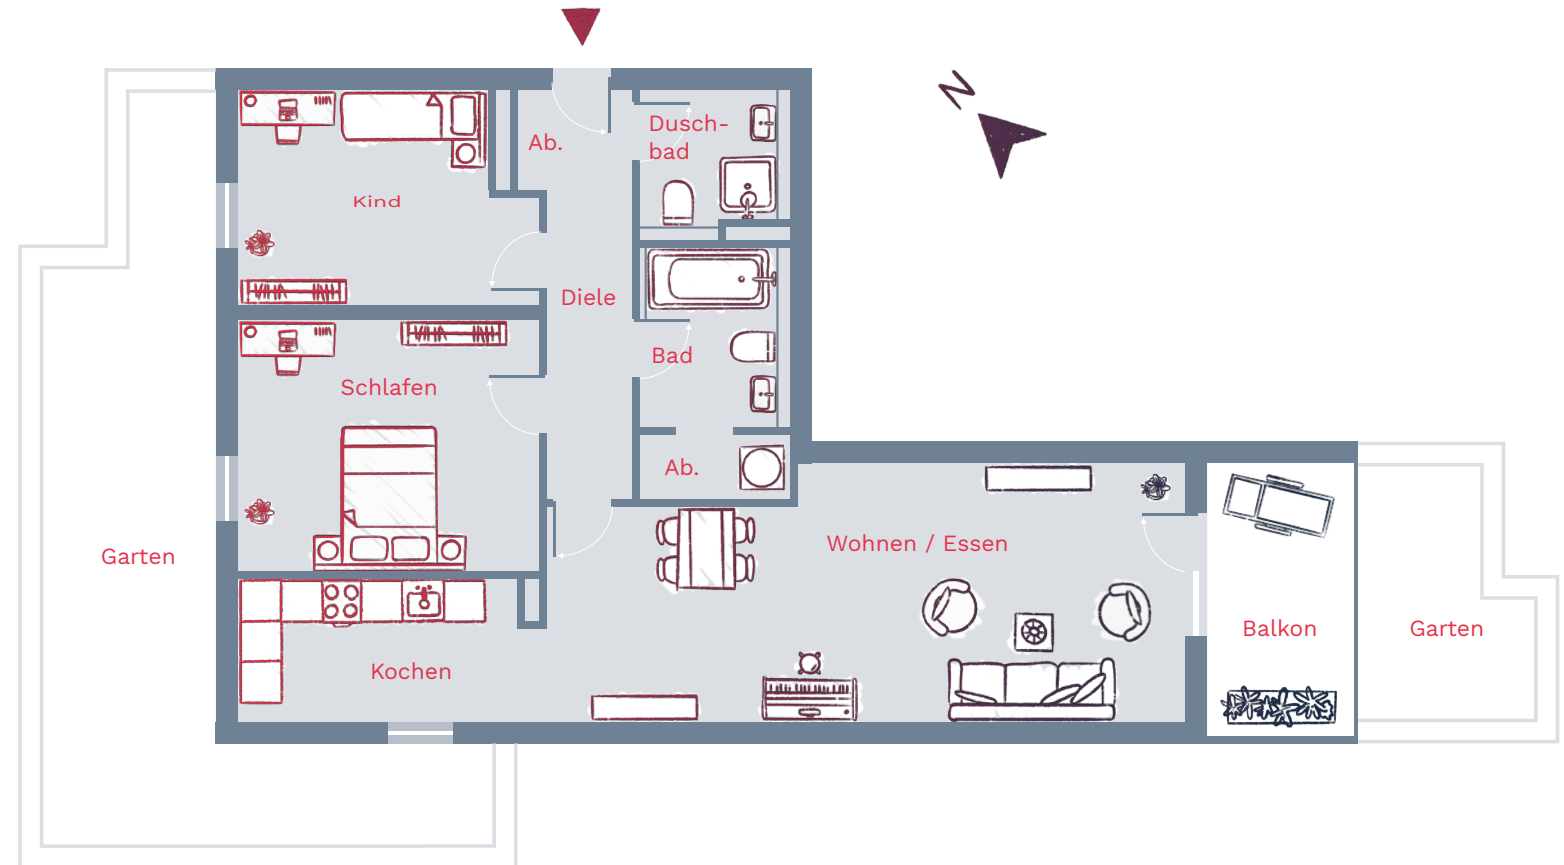 N
Ab.
Dusch-
bad
Kind
Diele
Bad
Schlafen
Ab.
Garten
Wohnen / Essen
Balkon
Garten
Kochen